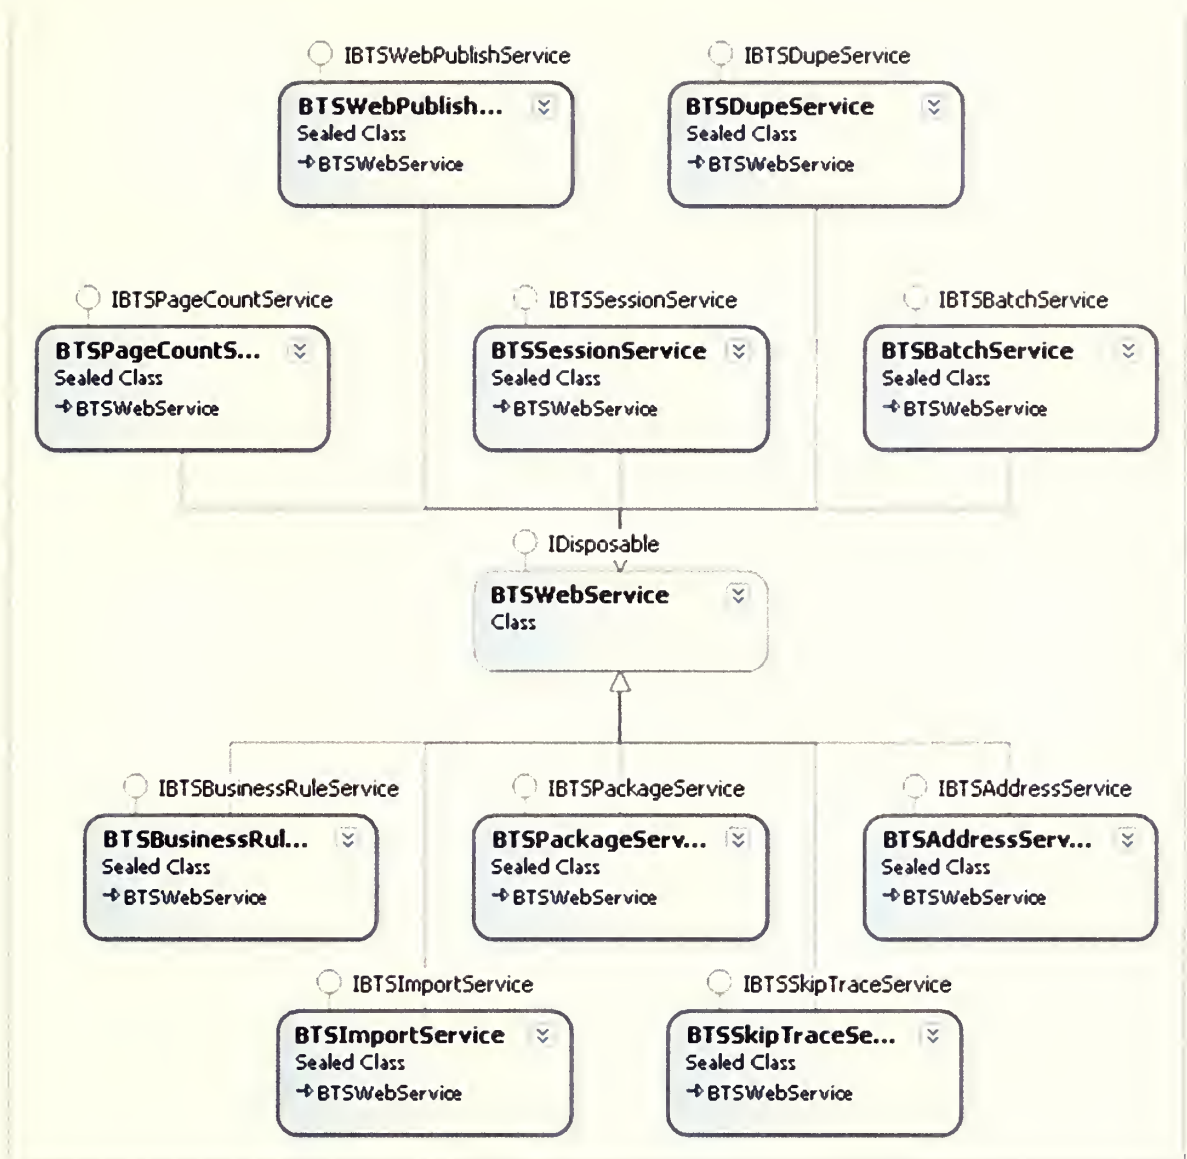 IBTSWebPublishService
BTSWebPublish...
Sealed Class
BTSWebService
IBTSDupeService
BTSDupeService
Sealed Class
BTSWebService
IBTSPageCountService
BTSPageCountS...
Sealed Class
BTSWebService
IBTSSessionService
BTSSessionService
Sealed Class
BTSWebService
IBTSBatchService
BTSBatchService
Sealed Class
BTSWebService
IDisposable
BTSWebService
Class
IBTSBusinessRuleService
BTSBusinessRul...
Sealed Class
BTSWebService
IBTSPackageService
BTSPackageServ...
Sealed Class
BTSWebService
IBTSAddressService
BTSAddressServ...
Sealed Class
BTSWebService
IBTSImportService
BTSImportService
Sealed Class
BTSWebService
IBTSSkipTraceService
BTSSkipTraceSe...
Sealed Class
BTSWebService